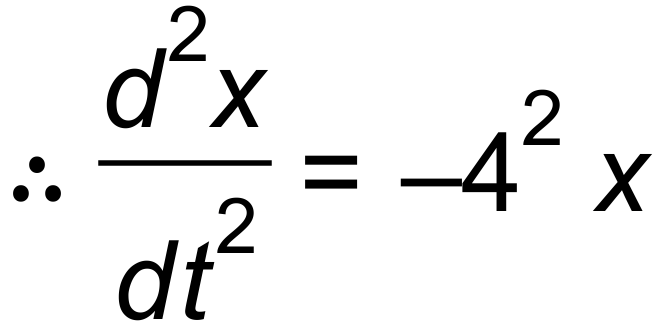 ∴ d²x/dt² = –4² x